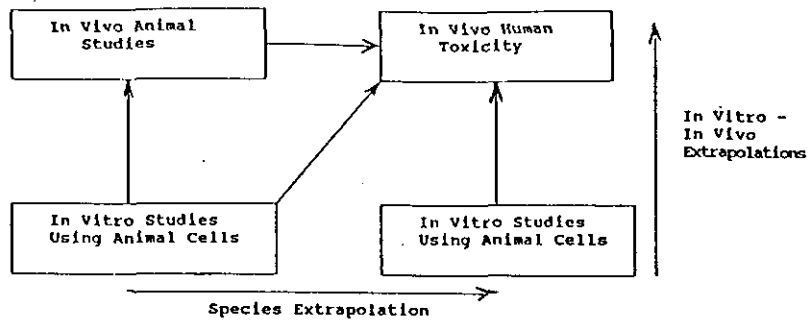 In Vivo Animal
Studies
In Vivo Human
Toxicity
In Vitro -
In Vivo
Extrapolations
In Vitro Studies
Using Animal Cells
In Vitro Studies
Using Animal Cells
Species Extrapolation